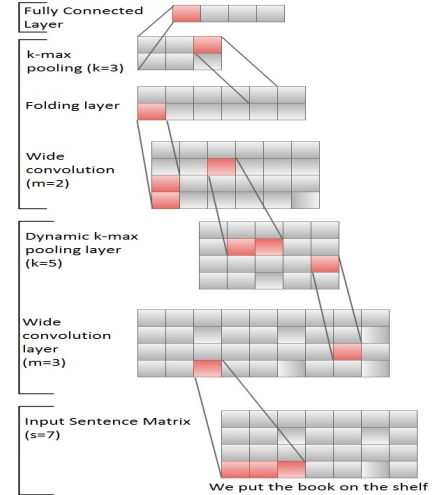 Fully Connected
Layer
k-max
pooling (k=3)
Folding layer
Wide
convolution
(m=2)
Dynamic k-max
pooling layer
(k=5)
Wide
convolution
layer
(m=3)
Input Sentence Matrix
(s=7)
We put the book on the shelf